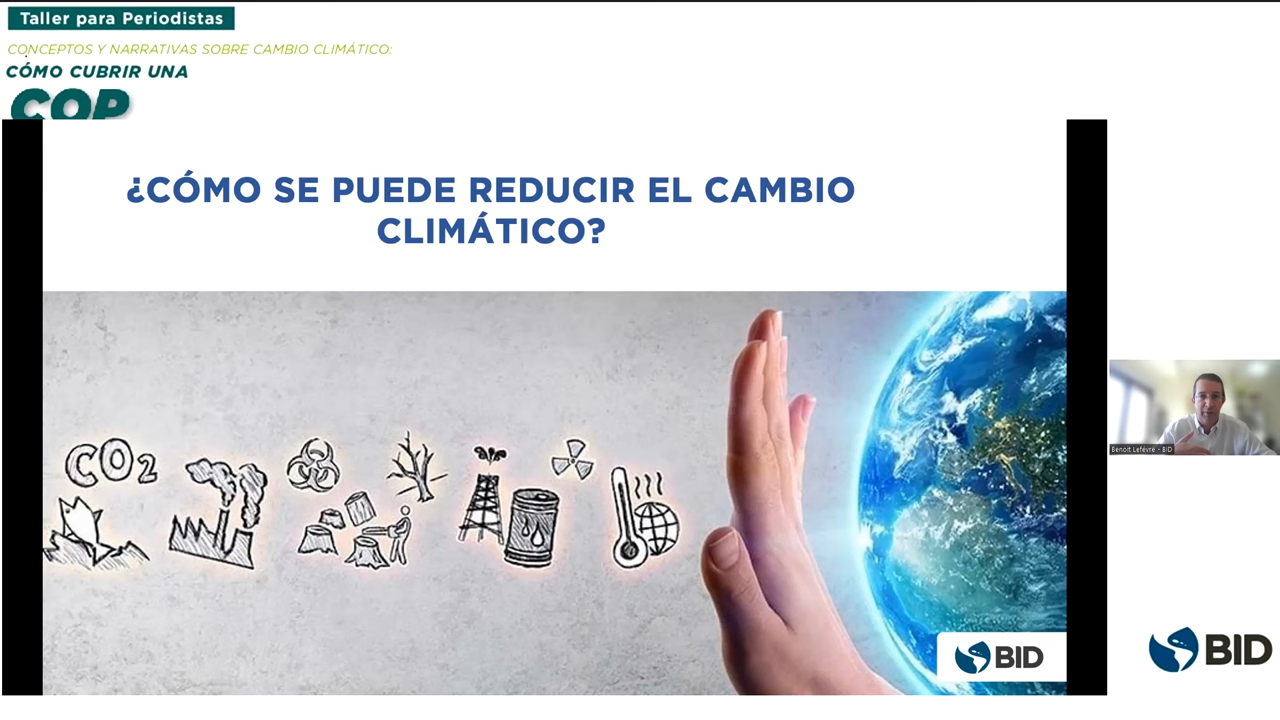 Taller para Periodistas
CONCEPTOS Y NARRATIVAS SOBRE CAMBIO CLIMÁTICO:
CÓMO CUBRIR UNA
COP
¿CÓMO SE PUEDE REDUCIR EL CAMBIO
CLIMÁTICO?
CO2
Benoit Lefevre - BID
BID
BID